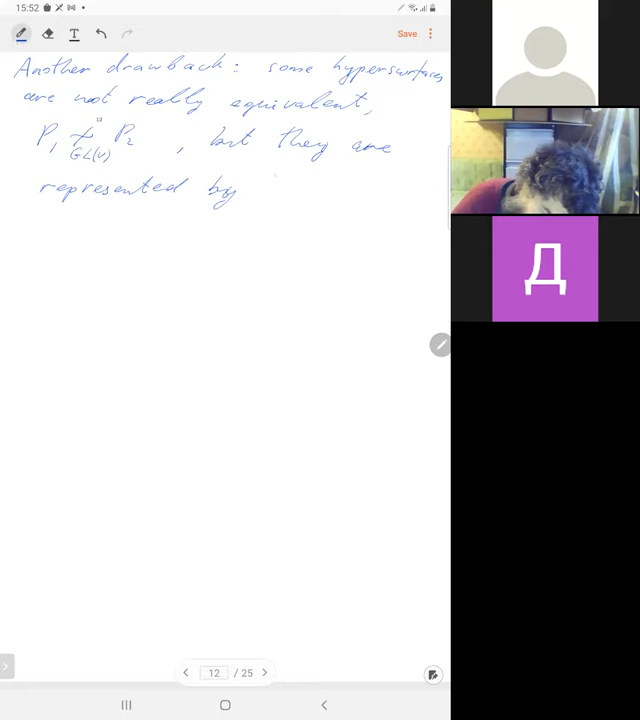 15:52
T
Save
Another drawback: some hypersurfaces
are not really equivalent,
P₁ ≁ P₂ , but they are
GL(V)
represented by
Д
12 / 25